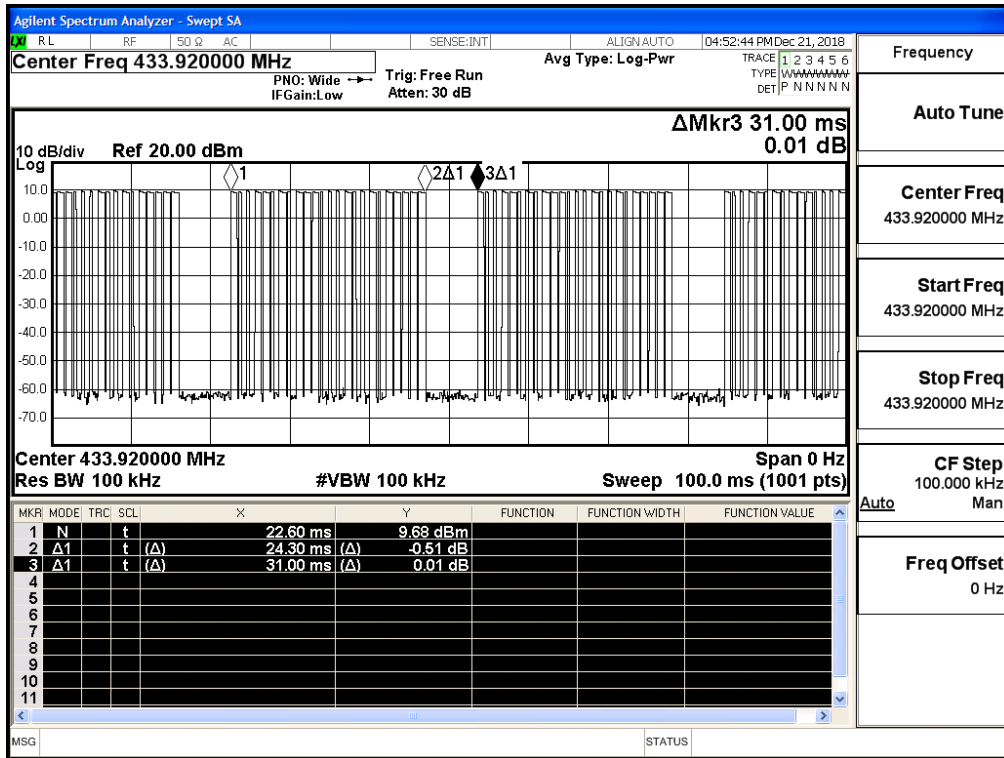 Agilent Spectrum Analyzer - Swept SA
LXI RL RF 50 Ω AC SENSE:INT ALIGN AUTO 04:52:44 PM Dec 21, 2018
Center Freq 433.920000 MHz
PNO: Wide
IFGain:Low
Trig: Free Run
Atten: 30 dB
Avg Type: Log-Pwr
TRACE 1 2 3 4 5 6
TYPE
DET P N N N N N
ΔMkr3 31.00 ms
0.01 dB
10 dB/div Ref 20.00 dBm
Log
1 2Δ1 3Δ1
10.0
0.00
-10.0
-20.0
-30.0
-40.0
-50.0
-60.0
-70.0
Center 433.920000 MHz Span 0 Hz
Res BW 100 kHz #VBW 100 kHz Sweep 100.0 ms (1001 pts)
MKR MODE TRC SCL X Y FUNCTION FUNCTION WIDTH FUNCTION VALUE
1 N t 22.60 ms 9.68 dBm
2 Δ1 t (Δ) 24.30 ms (Δ) -0.51 dB
3 Δ1 t (Δ) 31.00 ms (Δ) 0.01 dB
4
5
6
7
8
9
10
11
MSG STATUS
Frequency
Auto Tune
Center Freq
433.920000 MHz
Start Freq
433.920000 MHz
Stop Freq
433.920000 MHz
CF Step
100.000 kHz
Auto Man
Freq Offset
0 Hz